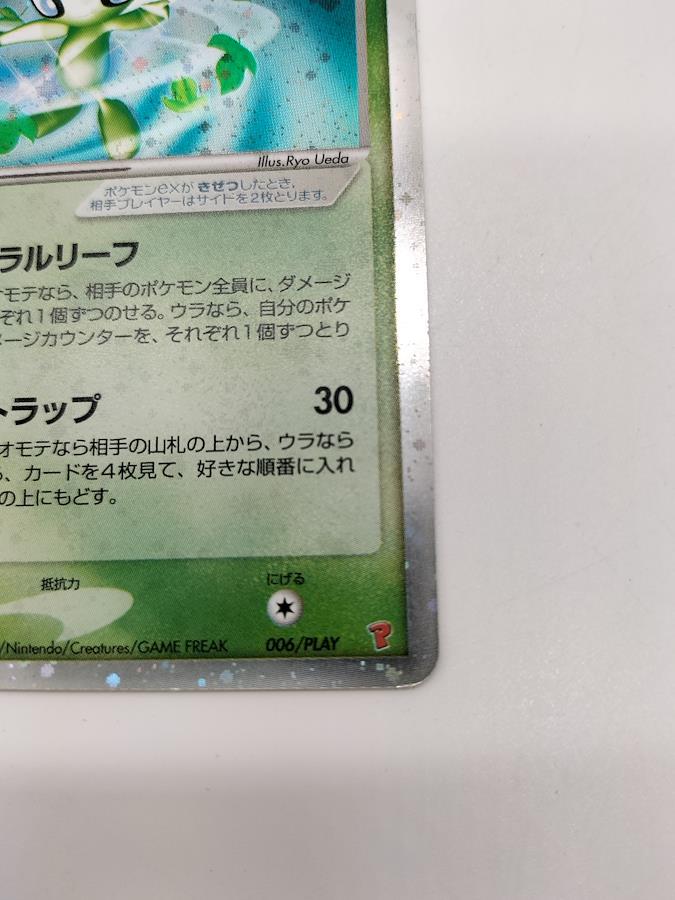 Illus.Ryo Ueda
ポケモンexが きぜつしたとき、
相手プレイヤーはサイドを2枚とります。
ラルリーフ
オモテなら、相手のポケモン全員に、ダメージ
ぞれ1個ずつのせる。ウラなら、自分のポケ
メージカウンターを、それぞれ1個ずつとり
トラップ 30
オモテなら相手の山札の上から、ウラなら
ら、カードを4枚見て、好きな順番に入れ
の上にもどす。
抵抗力 にげる
/Nintendo/Creatures/GAME FREAK 006/PLAY P